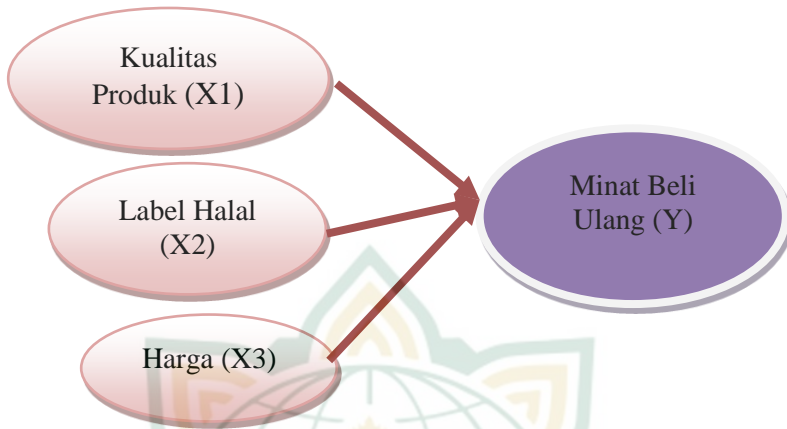 Kualitas
Produk (X1)
Label Halal
(X2)
Harga (X3)
Minat Beli
Ulang (Y)